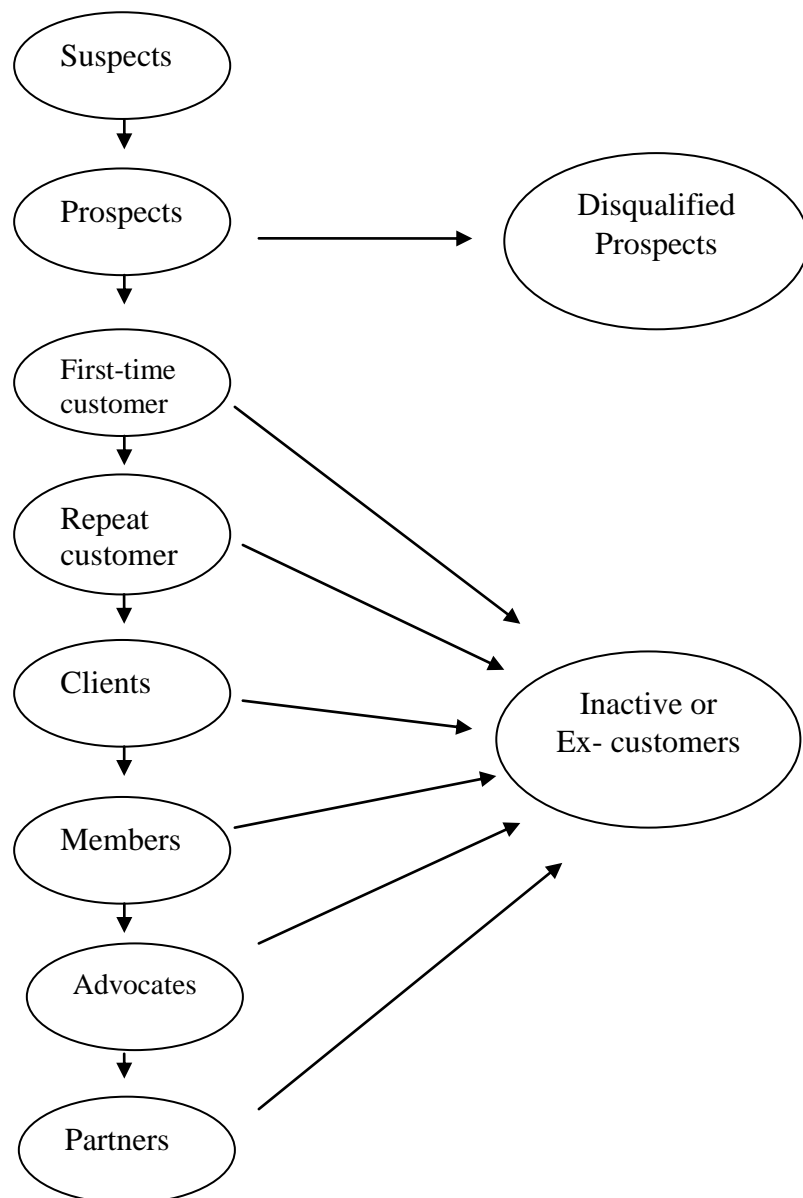 Suspects
Prospects
Disqualified
Prospects
First-time
customer
Repeat
customer
Clients
Inactive or
Ex- customers
Members
Advocates
Partners